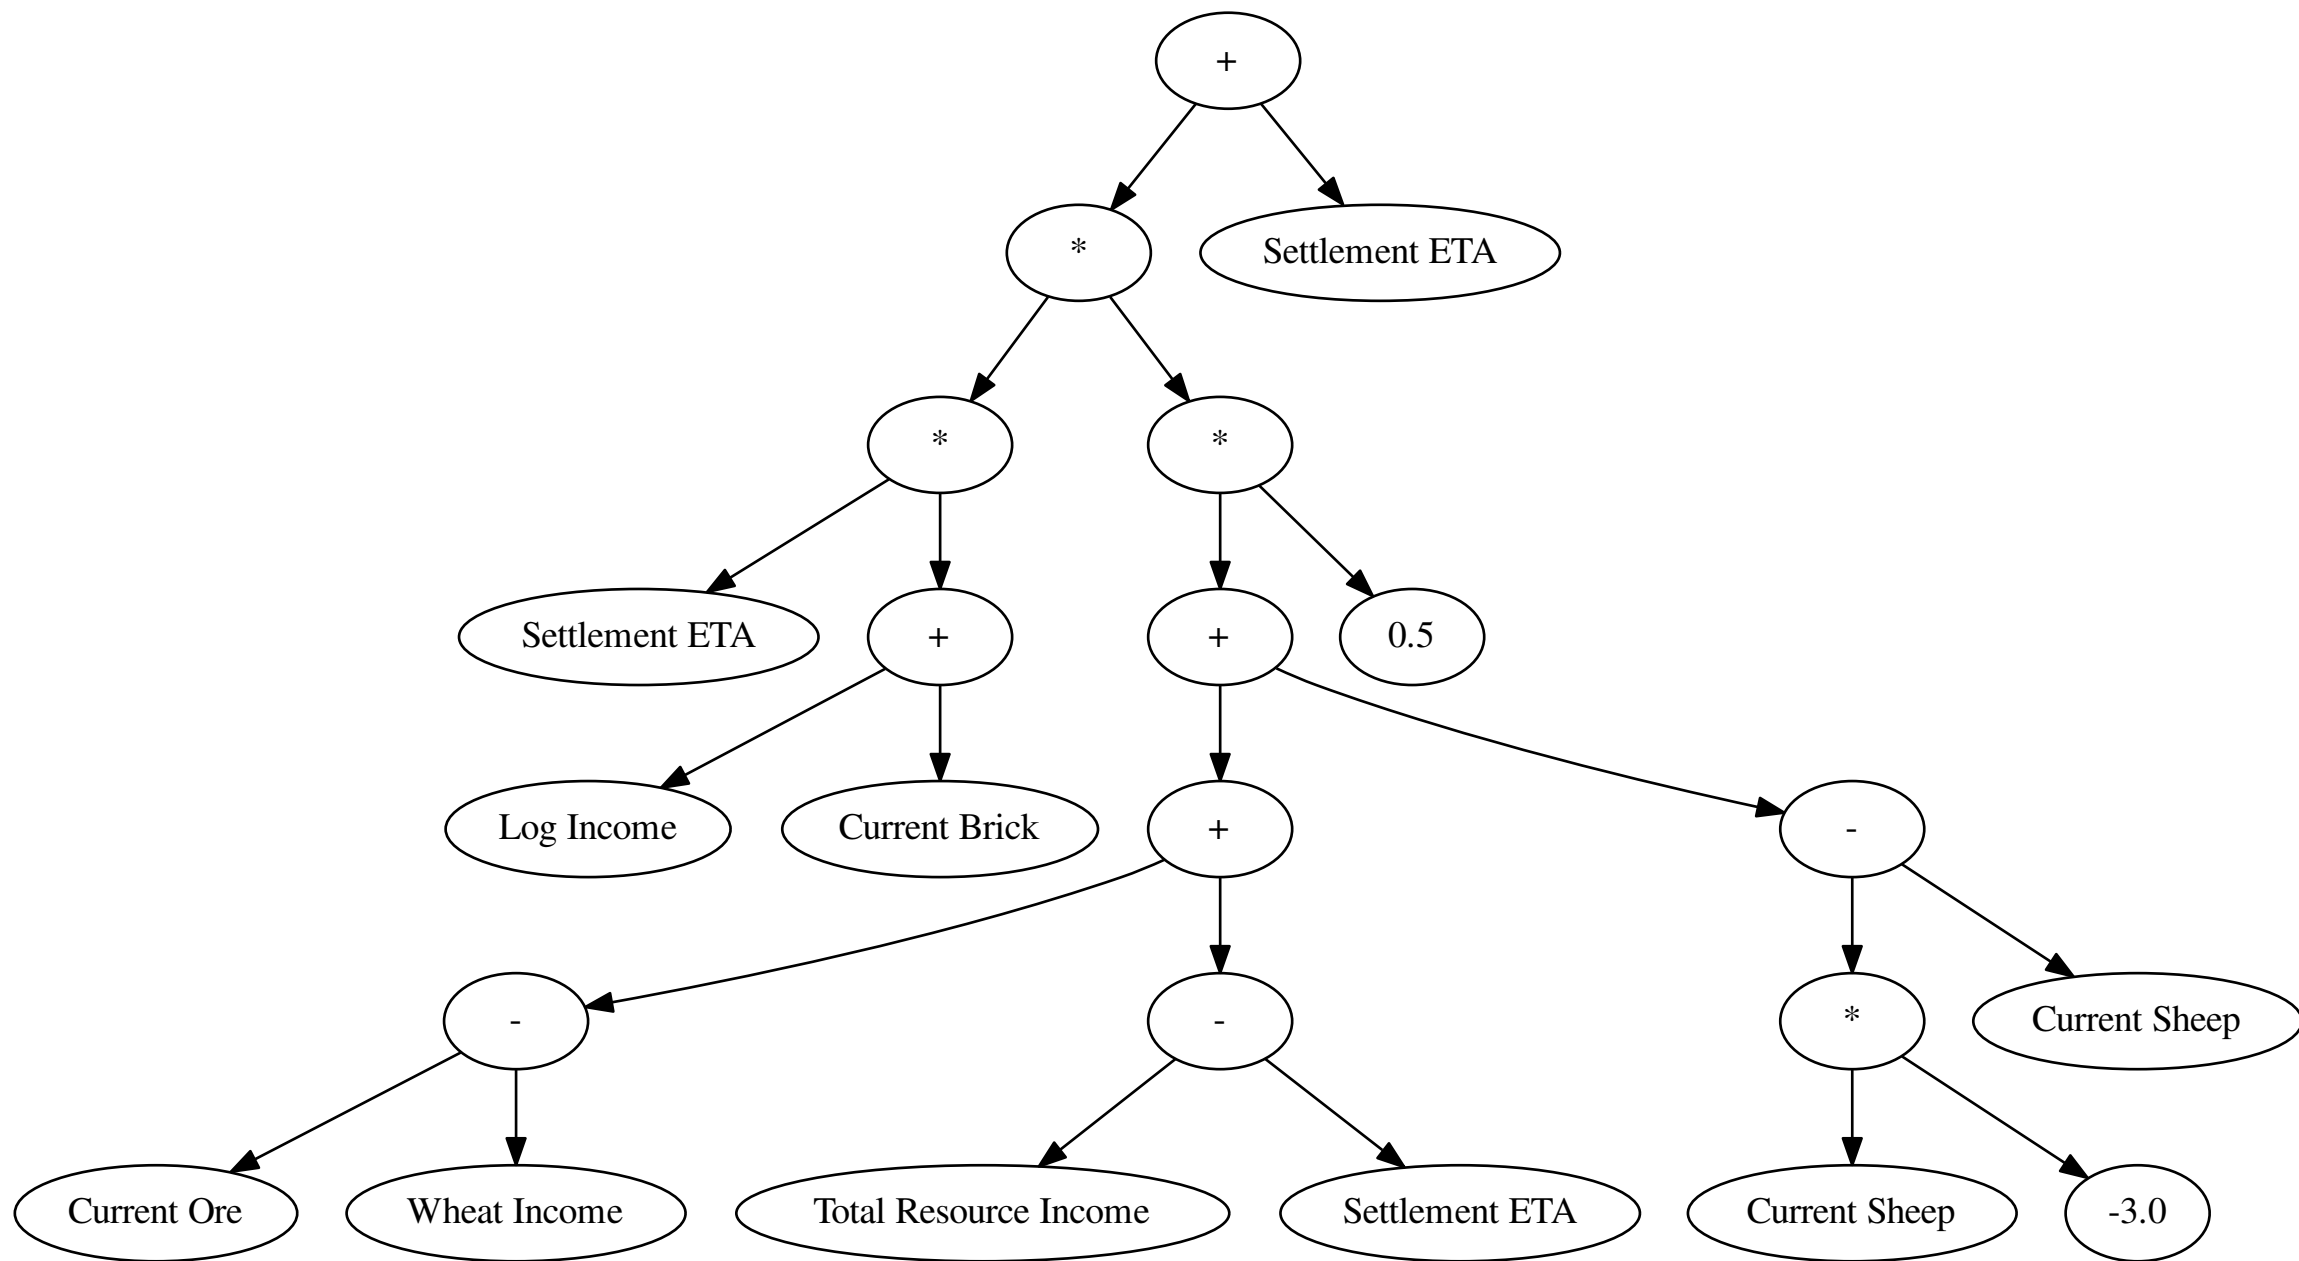 +
*
Settlement ETA
*
*
Settlement ETA
+
+
0.5
Log Income
Current Brick
+
-
-
-
*
Current Sheep
Current Ore
Wheat Income
Total Resource Income
Settlement ETA
Current Sheep
-3.0